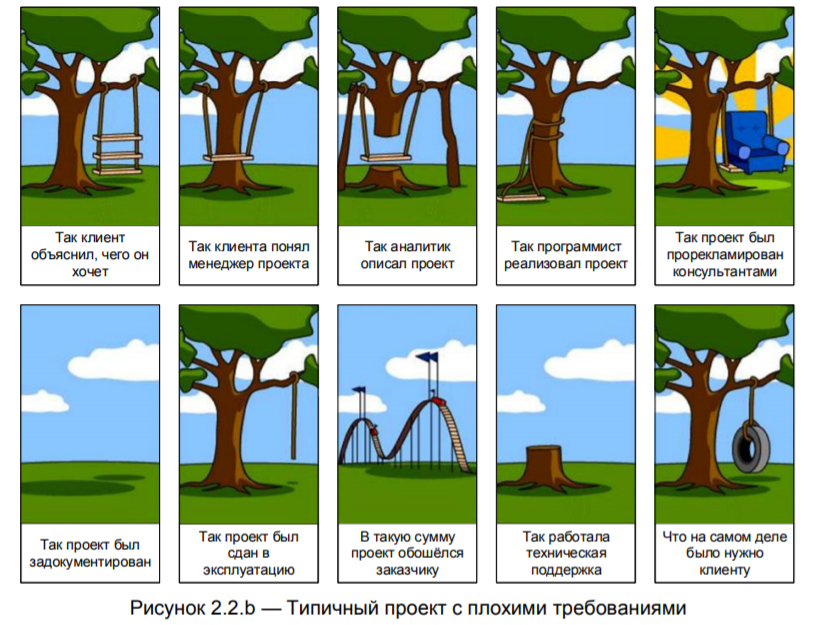 Так клиент
объяснил, чего он
хочет
Так клиента понял
менеджер проекта
Так аналитик
описал проект
Так программист
реализовал проект
Так проект был
прорекламирован
консультантами
Так проект был
задокументирован
Так проект был
сдан в
эксплуатацию
В такую сумму
проект обошёлся
заказчику
Так работала
техническая
поддержка
Что на самом деле
было нужно
клиенту
Рисунок 2.2.b — Типичный проект с плохими требованиями